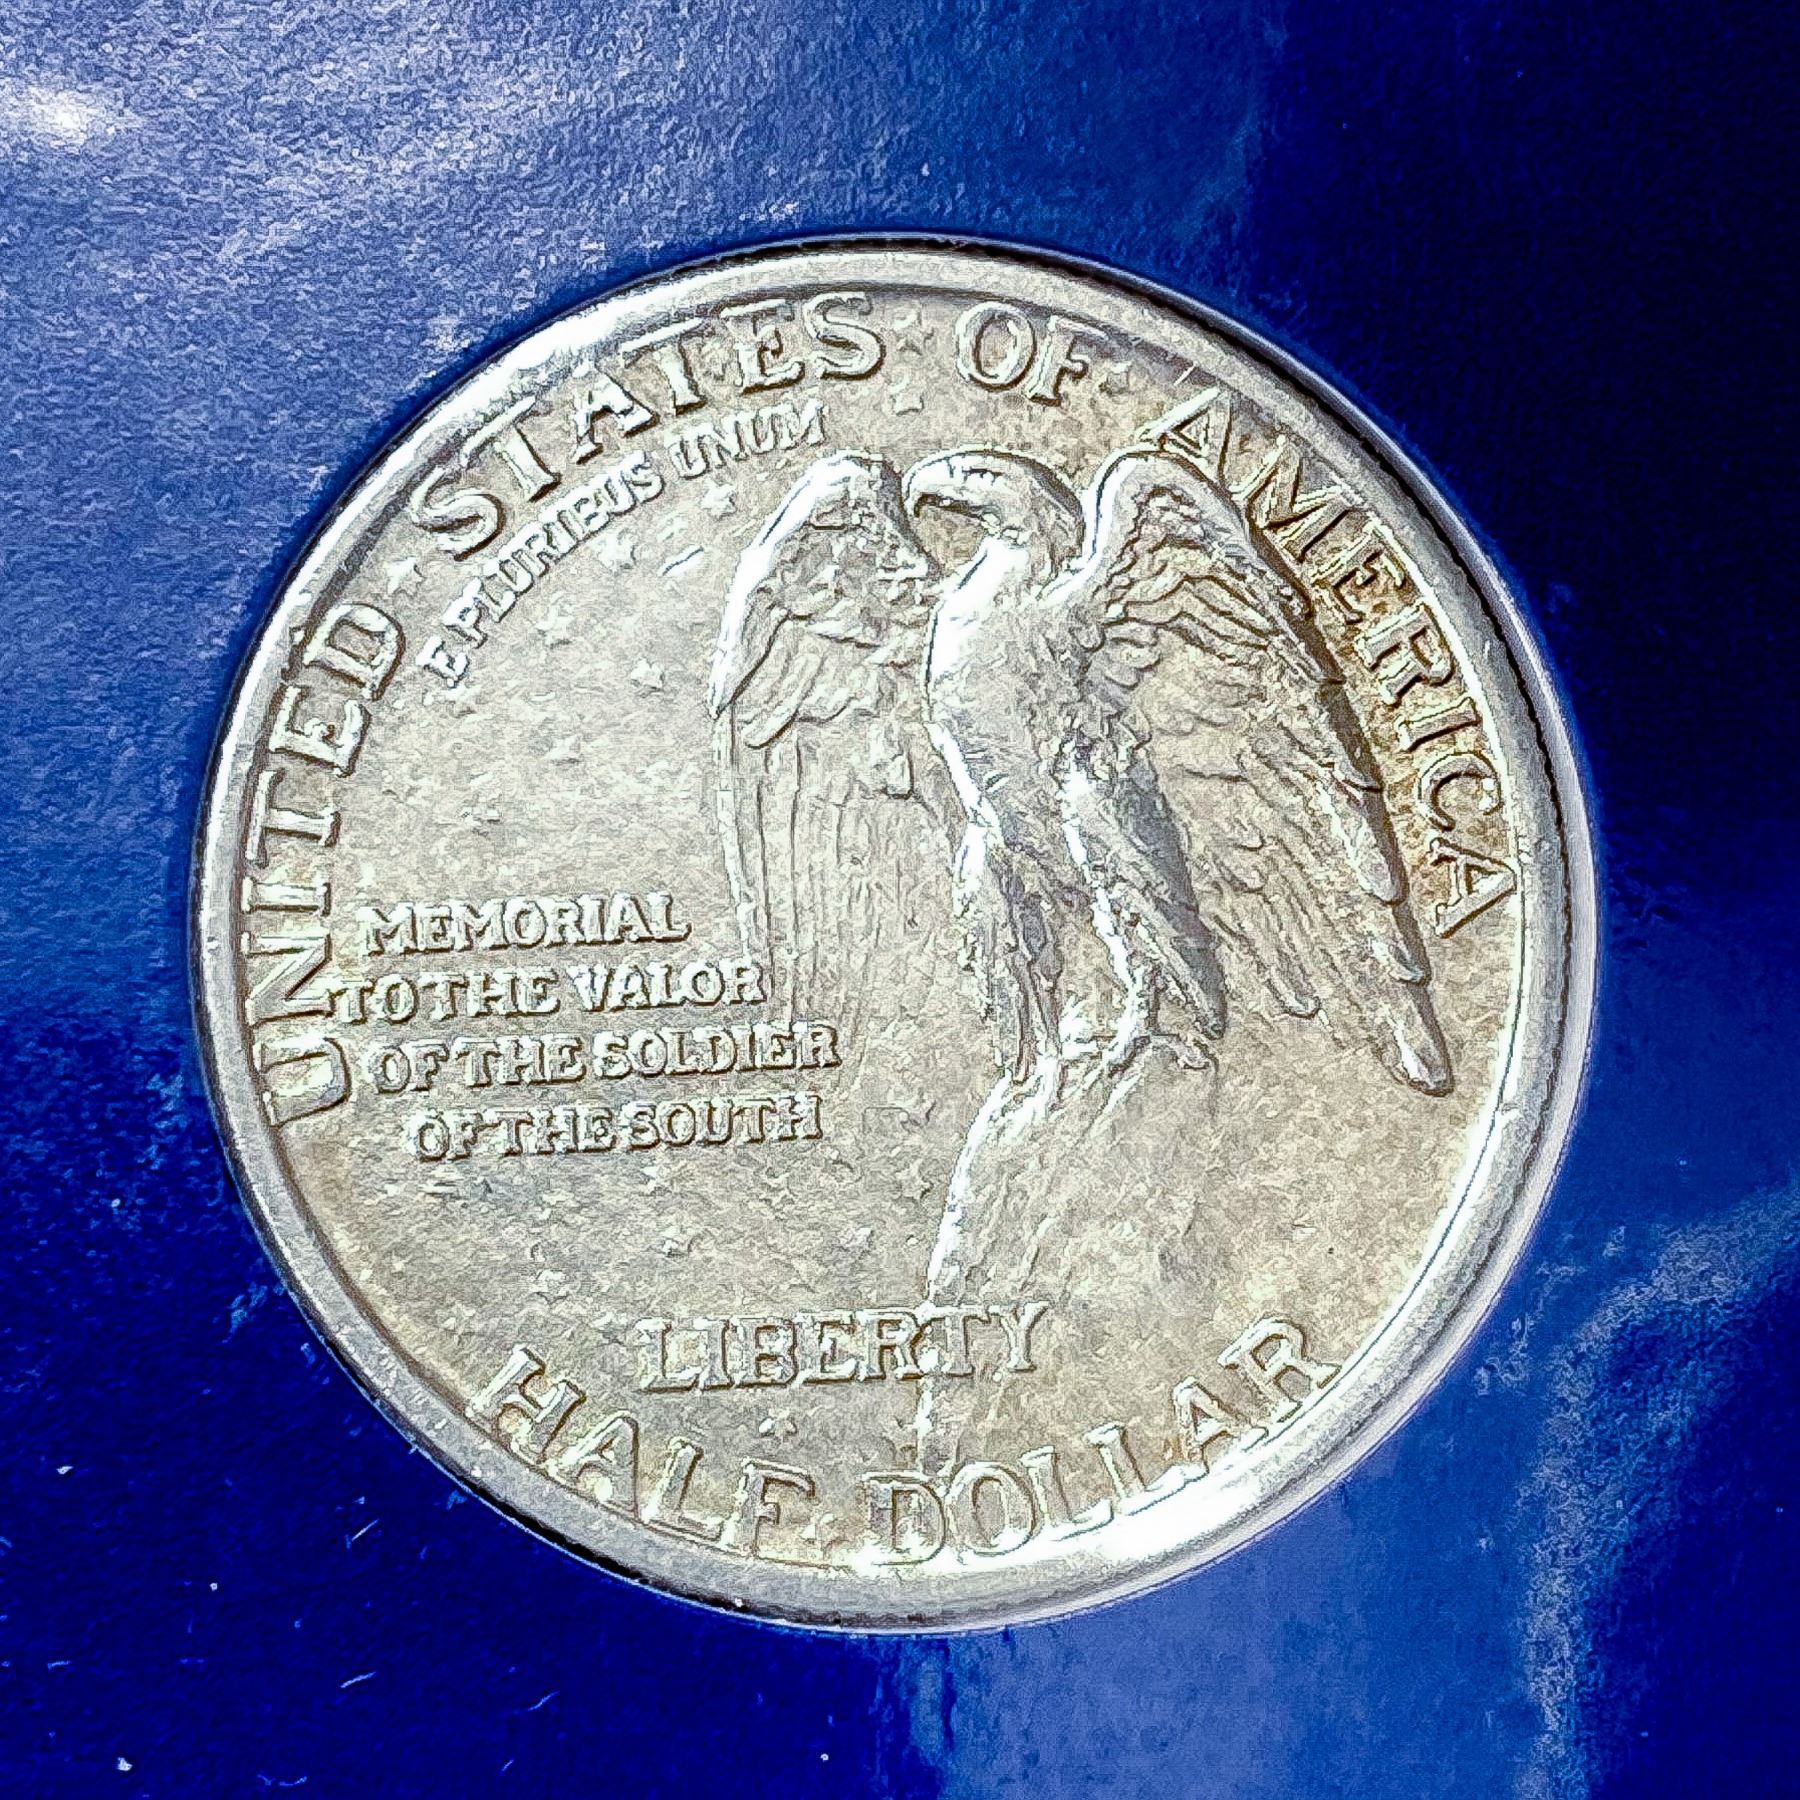 UNITED STATES OF AMERICA
E PLURIBUS UNUM
MEMORIAL
TO THE VALOR
OF THE SOLDIER
OF THE SOUTH
LIBERTY
HALF DOLLAR